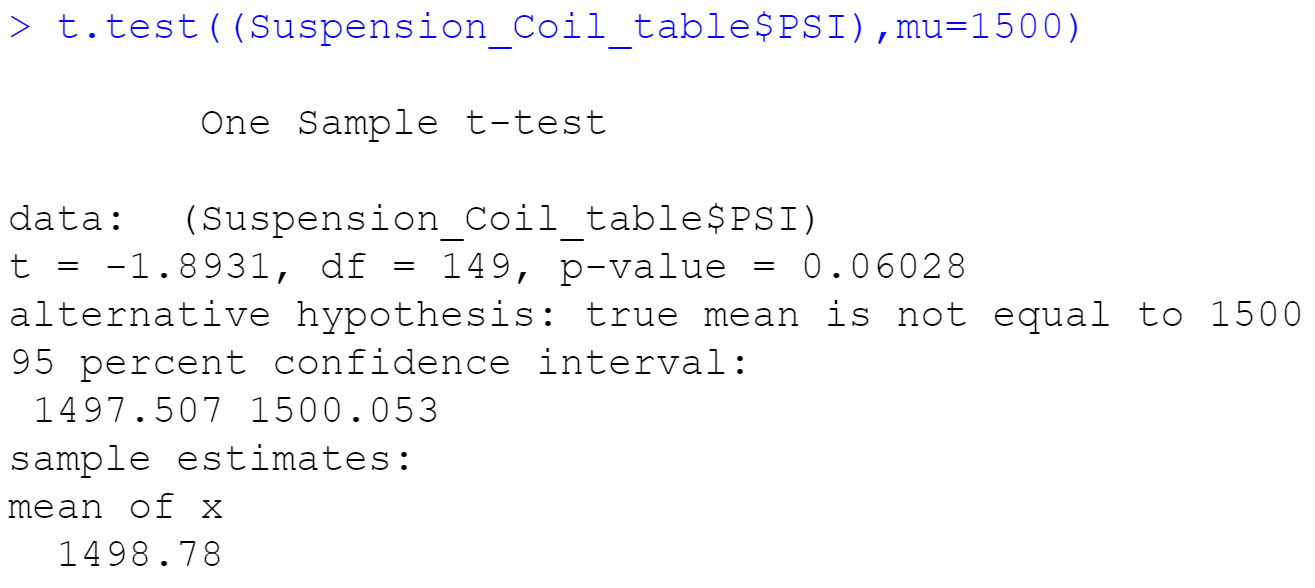 > t.test((Suspension_Coil_table$PSI),mu=1500)
One Sample t-test
data:  (Suspension_Coil_table$PSI)
t = -1.8931, df = 149, p-value = 0.06028
alternative hypothesis: true mean is not equal to 1500
95 percent confidence interval:
1497.507 1500.053
sample estimates:
mean of x
1498.78